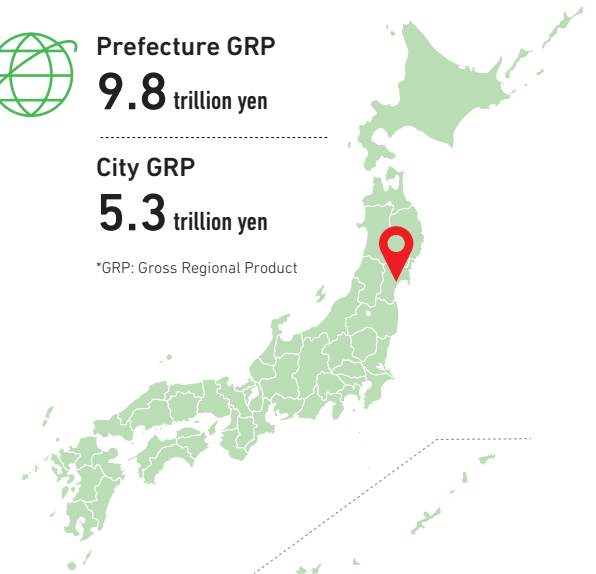 Prefecture GRP
9.8 trillion yen
City GRP
5.3 trillion yen
*GRP: Gross Regional Product